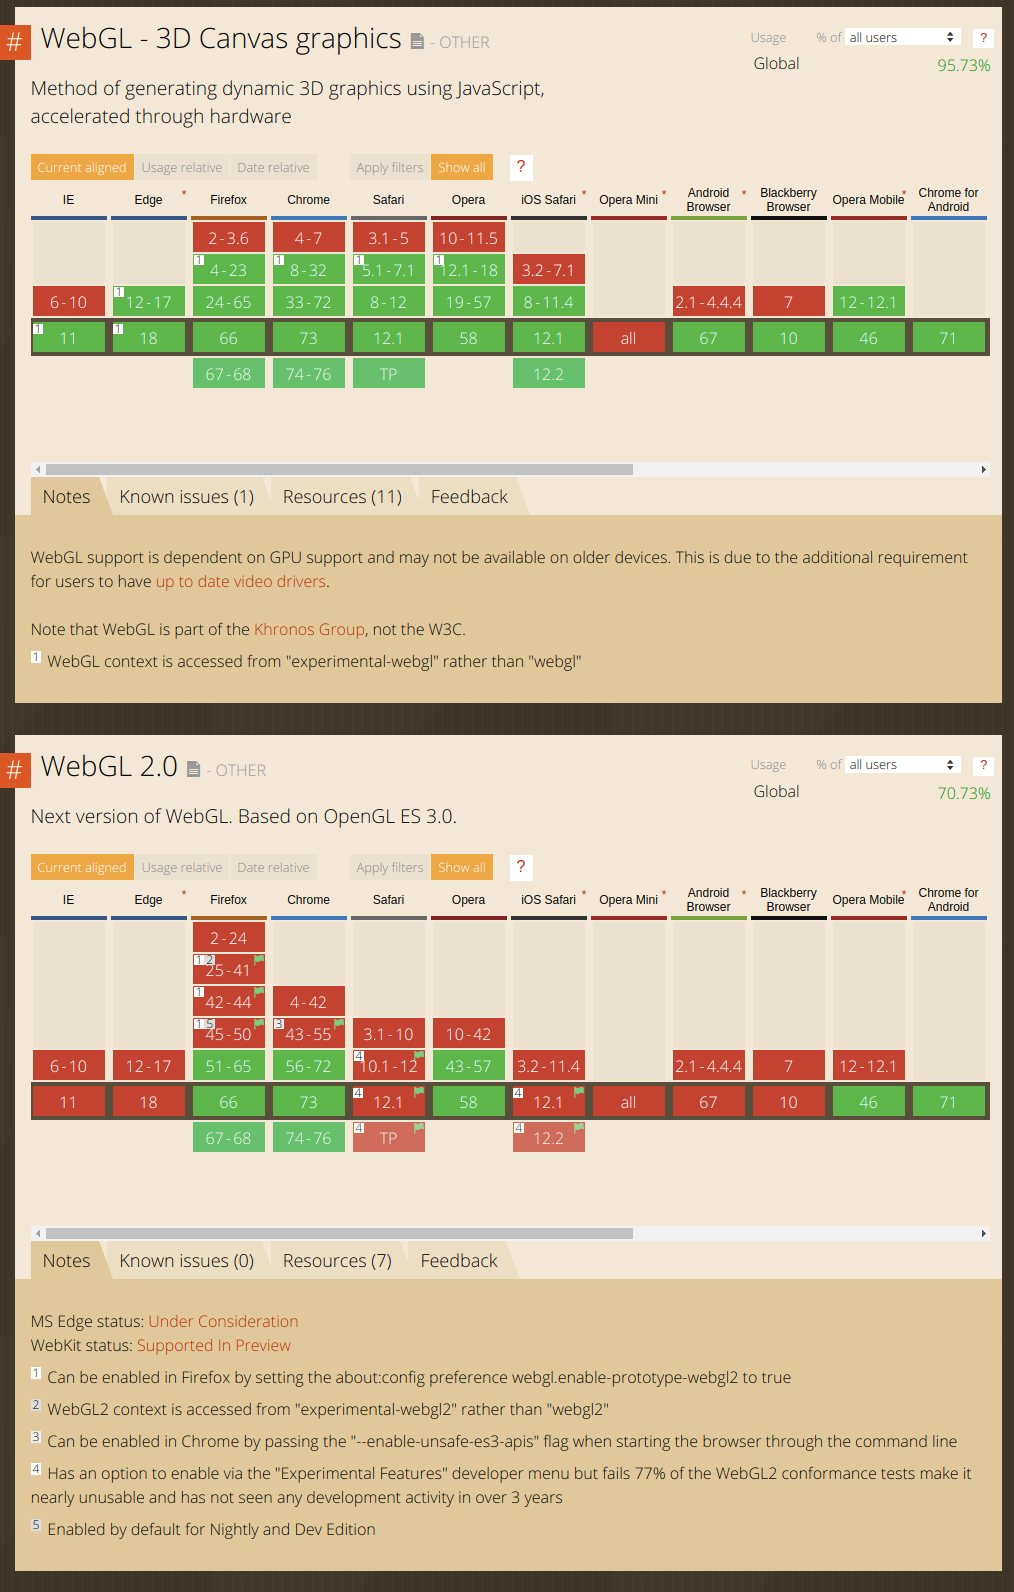 # WebGL - 3D Canvas graphics - OTHER
Usage % of all users ?
Global 95.73%
Method of generating dynamic 3D graphics using JavaScript,
accelerated through hardware
Current aligned Usage relative Date relative Apply filters Show all ?
IE Edge * Firefox Chrome Safari Opera iOS Safari * Opera Mini * Android Browser * Blackberry Browser Opera Mobile * Chrome for Android
2-3.6 4-7 3.1-5 10-11.5
1 4-23 1 8-32 1 5.1-7.1 1 12.1-18 3.2-7.1
6-10 1 12-17 24-65 33-72 8-12 19-57 8-11.4 2.1-4.4.4 7 12-12.1
1 11 1 18 66 73 12.1 58 12.1 all 67 10 46 71
67-68 74-76 TP 12.2
Notes Known issues (1) Resources (11) Feedback
WebGL support is dependent on GPU support and may not be available on older devices. This is due to the additional requirement
for users to have up to date video drivers.
Note that WebGL is part of the Khronos Group, not the W3C.
1 WebGL context is accessed from "experimental-webgl" rather than "webgl"
# WebGL 2.0 - OTHER
Usage % of all users ?
Global 70.73%
Next version of WebGL. Based on OpenGL ES 3.0.
Current aligned Usage relative Date relative Apply filters Show all ?
IE Edge * Firefox Chrome Safari Opera iOS Safari * Opera Mini * Android Browser * Blackberry Browser Opera Mobile * Chrome for Android
2-24
1 2 25-41
1 42-44 4-42
1 5 45-50 3 43-55 3.1-10 10-42
6-10 12-17 51-65 56-72 4 10.1-12 43-57 3.2-11.4 2.1-4.4.4 7 12-12.1
11 18 66 73 4 12.1 58 4 12.1 all 67 10 46 71
67-68 74-76 4 TP 4 12.2
Notes Known issues (0) Resources (7) Feedback
MS Edge status: Under Consideration
WebKit status: Supported In Preview
1 Can be enabled in Firefox by setting the about:config preference webgl.enable-prototype-webgl2 to true
2 WebGL2 context is accessed from "experimental-webgl2" rather than "webgl2"
3 Can be enabled in Chrome by passing the "--enable-unsafe-es3-apis" flag when starting the browser through the command line
4 Has an option to enable via the "Experimental Features" developer menu but fails 77% of the WebGL2 conformance tests make it
nearly unusable and has not seen any development activity in over 3 years
5 Enabled by default for Nightly and Dev Edition